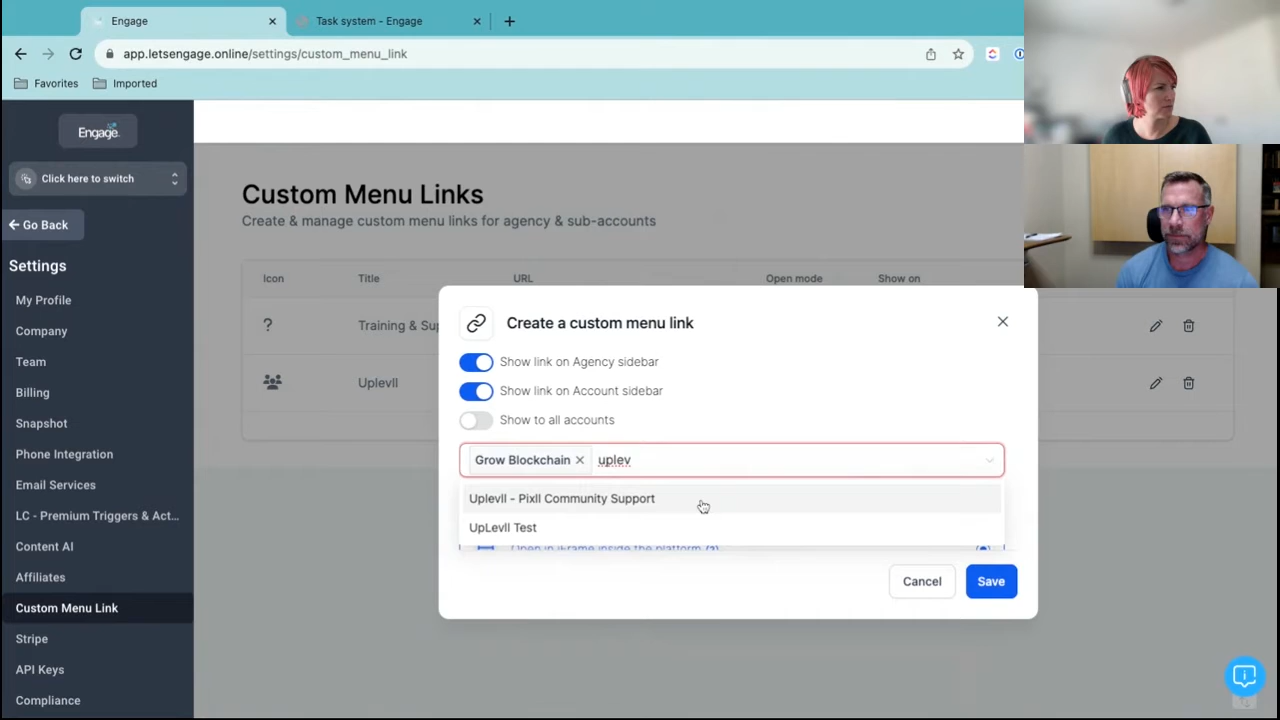 Engage
Task system - Engage
app.letsengage.online/settings/custom_menu_link
Favorites
Imported
Engage
Click here to switch
Go Back
Settings
My Profile
Company
Team
Billing
Snapshot
Phone Integration
Email Services
LC - Premium Triggers & Act...
Content AI
Affiliates
Custom Menu Link
Stripe
API Keys
Compliance
Custom Menu Links
Create & manage custom menu links for agency & sub-accounts
Icon Title URL Open mode Show on
? Training & Sup
Uplevll
Create a custom menu link
Show link on Agency sidebar
Show link on Account sidebar
Show to all accounts
Grow Blockchain uplev
Uplevll - Pixll Community Support
UpLevll Test
Open in iFrame inside the platform
Cancel Save